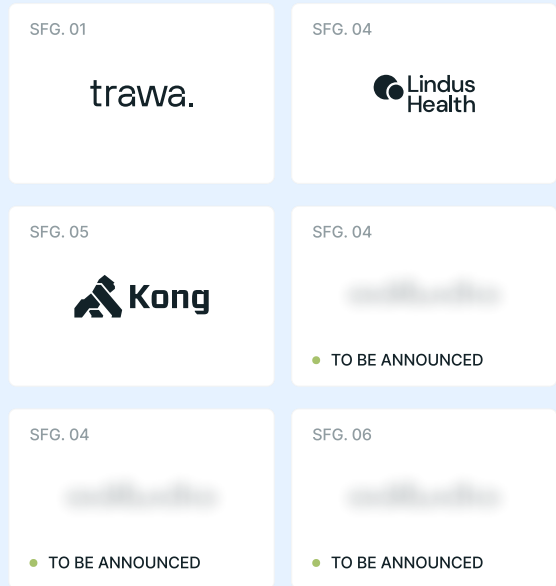 SFG. 01
trawa.
SFG. 04
Lindus
Health
SFG. 05
Kong
SFG. 04
TO BE ANNOUNCED
SFG. 04
TO BE ANNOUNCED
SFG. 06
TO BE ANNOUNCED